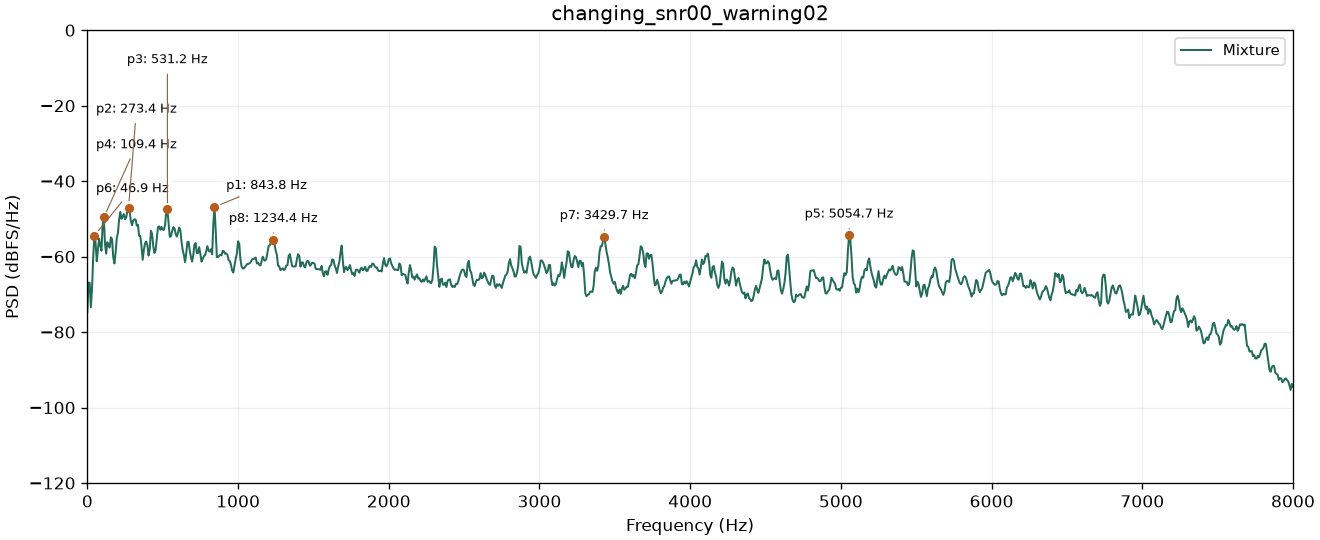 changing_snr00_warning02
Mixture
p3: 531.2 Hz
p2: 273.4 Hz
p4: 109.4 Hz
p6: 46.9 Hz
p1: 843.8 Hz
p8: 1234.4 Hz
p7: 3429.7 Hz
p5: 5054.7 Hz
PSD (dBFS/Hz)
0
−20
−40
−60
−80
−100
−120
0 1000 2000 3000 4000 5000 6000 7000 8000
Frequency (Hz)